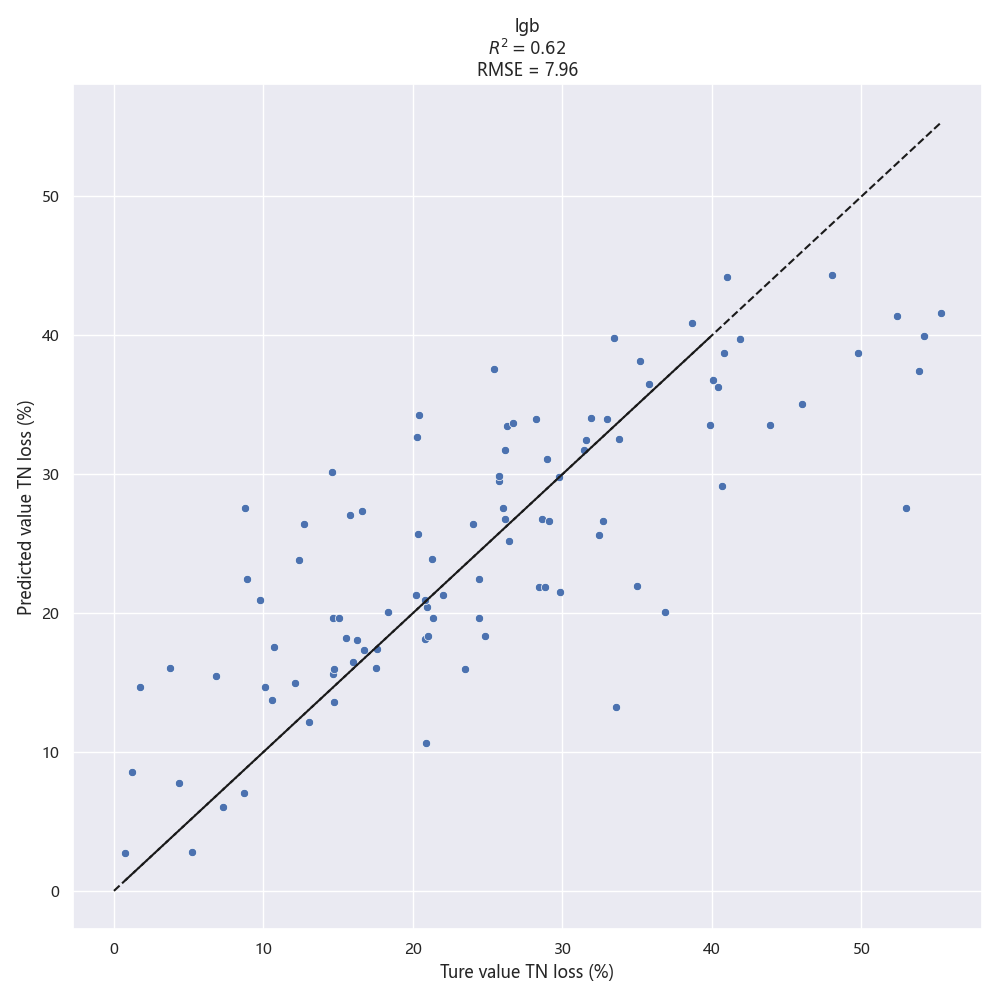 lgb
R² = 0.62
RMSE = 7.96
Predicted value TN loss (%)
50
40
30
20
10
0
0 10 20 30 40 50
Ture value TN loss (%)